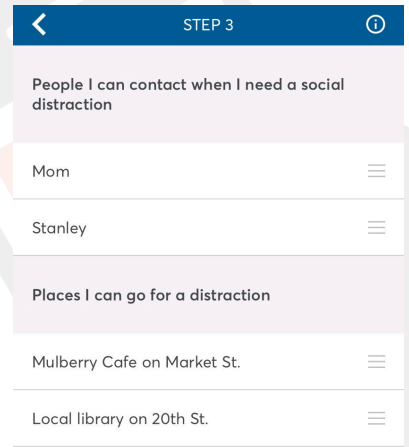 STEP 3
People I can contact when I need a social
distraction
Mom
Stanley
Places I can go for a distraction
Mulberry Cafe on Market St.
Local library on 20th St.